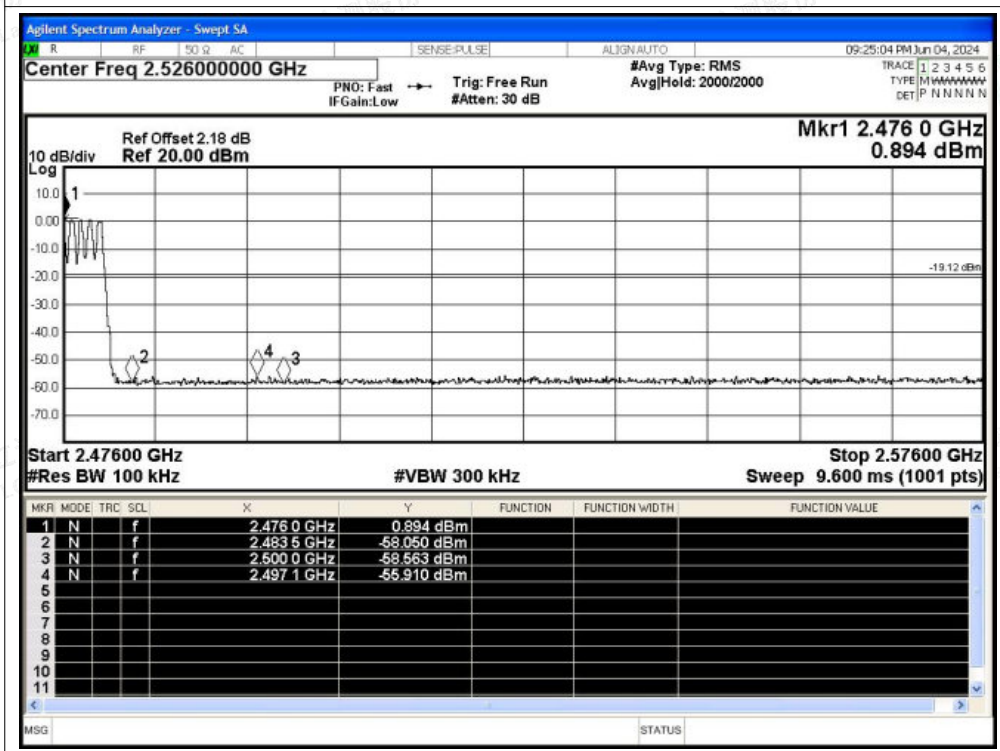 Agilent Spectrum Analyzer - Swept SA
LXI R RF 50 Ω AC SENSE:PULSE ALIGN AUTO 09:25:04 PM Jun 04, 2024
Center Freq 2.526000000 GHz
PNO: Fast
IFGain:Low
Trig: Free Run
#Atten: 30 dB
#Avg Type: RMS
Avg|Hold: 2000/2000
TRACE 1 2 3 4 5 6
TYPE M
DET P N N N N N
Mkr1 2.476 0 GHz
0.894 dBm
Ref Offset 2.18 dB
10 dB/div Ref 20.00 dBm
Log
10.0
0.00
-10.0
-20.0
-30.0
-40.0
-50.0
-60.0
-70.0
1
2
4
3
-19.12 dBm
Start 2.47600 GHz Stop 2.57600 GHz
#Res BW 100 kHz #VBW 300 kHz Sweep 9.600 ms (1001 pts)
MKR MODE TRC SCL X Y FUNCTION FUNCTION WIDTH FUNCTION VALUE
1 N f 2.476 0 GHz 0.894 dBm
2 N f 2.483 5 GHz -58.050 dBm
3 N f 2.500 0 GHz -58.563 dBm
4 N f 2.497 1 GHz -55.910 dBm
5
6
7
8
9
10
11
MSG STATUS